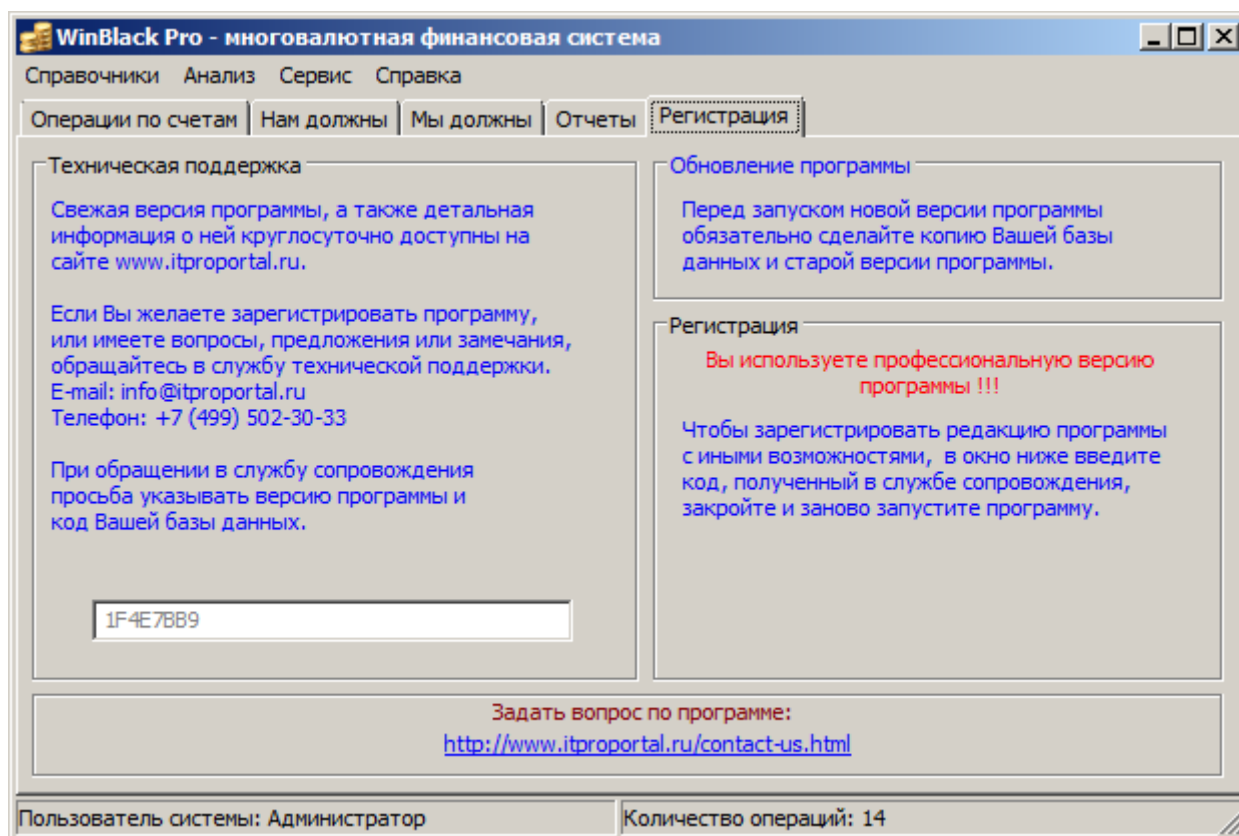 WinBlack Pro - многовалютная финансовая система
Справочники Анализ Сервис Справка
Операции по счетам Нам должны Мы должны Отчеты Регистрация
Техническая поддержка
Свежая версия программы, а также детальная
информация о ней круглосуточно доступны на
сайте www.itproportal.ru.
Если Вы желаете зарегистрировать программу,
или имеете вопросы, предложения или замечания,
обращайтесь в службу технической поддержки.
E-mail: info@itproportal.ru
Телефон: +7 (499) 502-30-33
При обращении в службу сопровождения
просьба указывать версию программы и
код Вашей базы данных.
1F4E7BB9
Обновление программы
Перед запуском новой версии программы
обязательно сделайте копию Вашей базы
данных и старой версии программы.
Регистрация
Вы используете профессиональную версию
программы !!!
Чтобы зарегистрировать редакцию программы
с иными возможностями, в окно ниже введите
код, полученный в службе сопровождения,
закройте и заново запустите программу.
Задать вопрос по программе:
http://www.itproportal.ru/contact-us.html
Пользователь системы: Администратор
Количество операций: 14